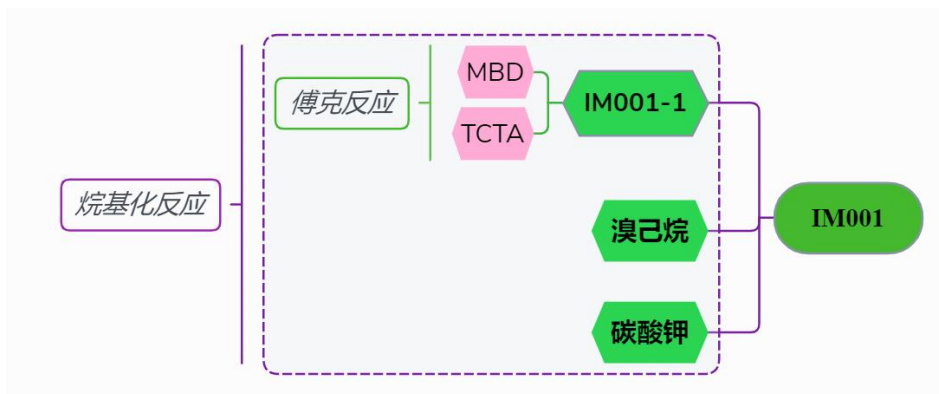 烷基化反应
傅克反应
MBD
TCTA
IM001-1
溴己烷
碳酸钾
IM001